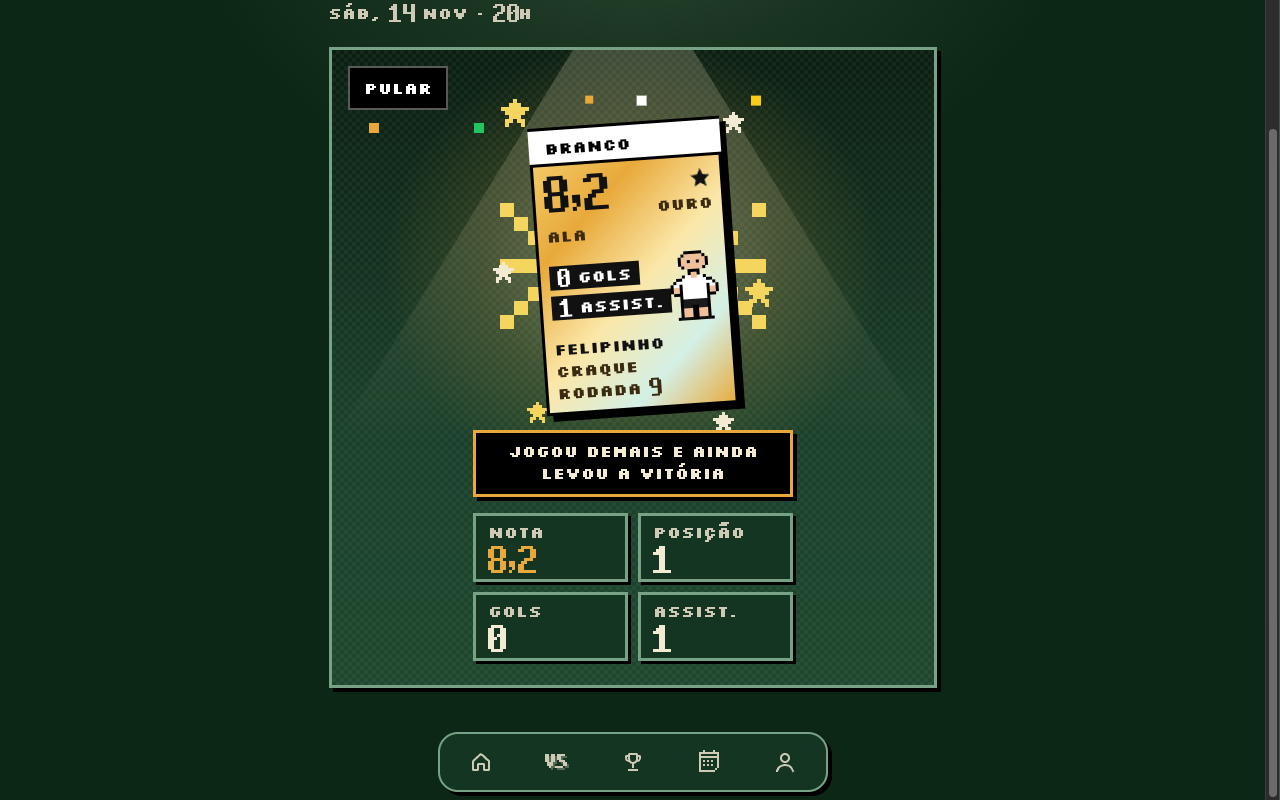 SÁB, 14 NOV · 20H
PULAR
BRANCO
8,2
OURO
ALA
0 GOLS
1 ASSIST.
FELIPINHO
CRAQUE
RODADA 9
JOGOU DEMAIS E AINDA
LEVOU A VITÓRIA
NOTA
8,2
POSIÇÃO
1
GOLS
0
ASSIST.
1
VS